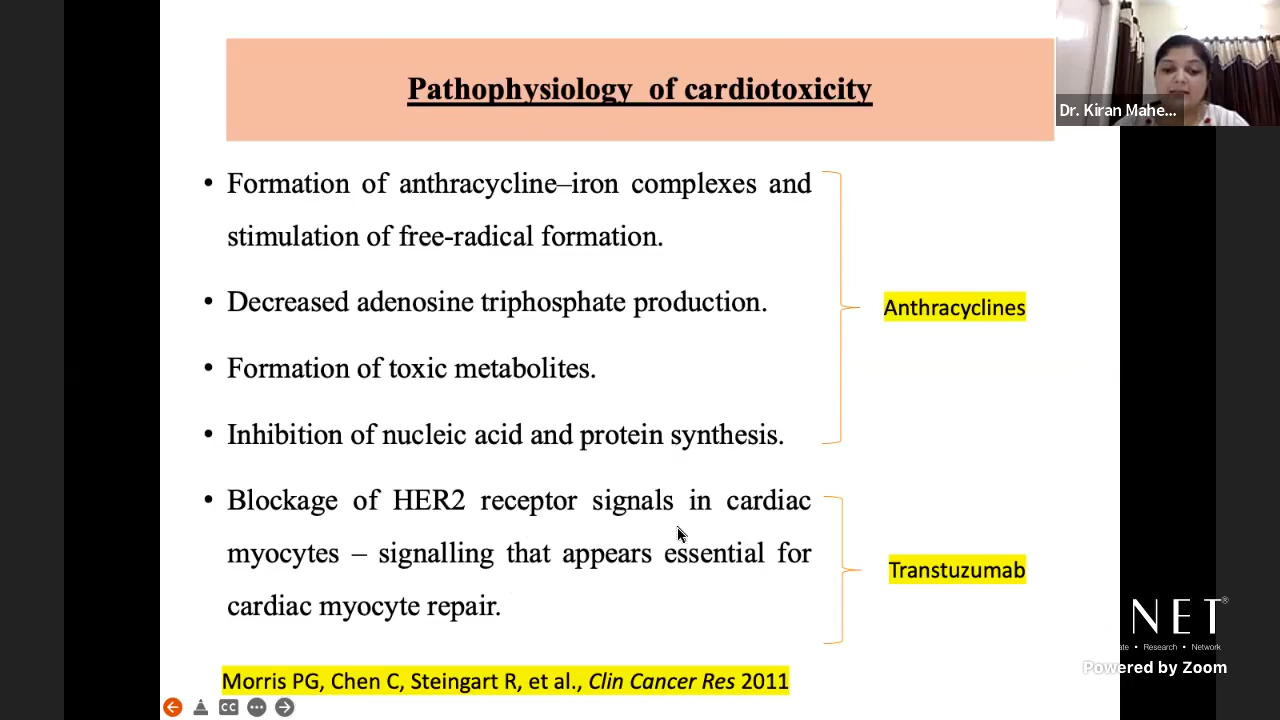 Pathophysiology of cardiotoxicity
Dr. Kiran Mahe...
• Formation of anthracycline–iron complexes and
stimulation of free-radical formation.
• Decreased adenosine triphosphate production.
Anthracyclines
• Formation of toxic metabolites.
• Inhibition of nucleic acid and protein synthesis.
• Blockage of HER2 receptor signals in cardiac
myocytes – signalling that appears essential for
cardiac myocyte repair.
Transtuzumab
NET®
• Research • Network
Powered by Zoom
Morris PG, Chen C, Steingart R, et al., Clin Cancer Res 2011
CC